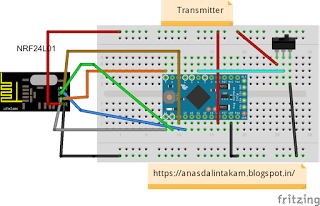 Transmitter
NRF24L01
https://anasdalintakam.blogspot.in/
fritzing